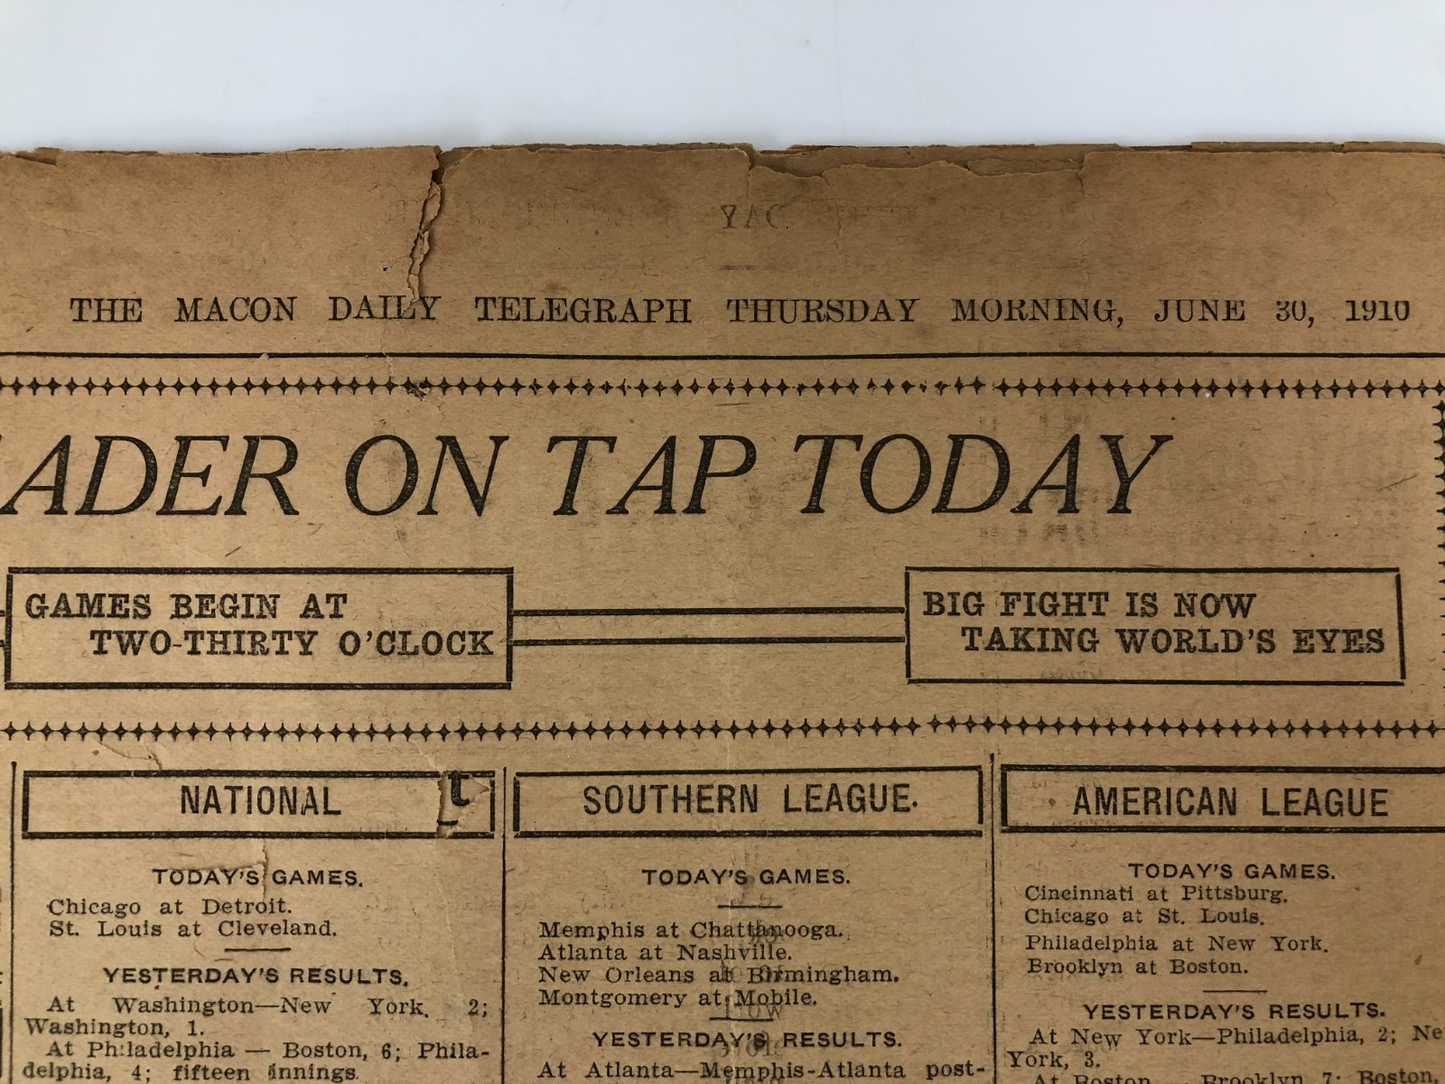 THE MACON DAILY TELEGRAPH THURSDAY MORNING, JUNE 30, 1910
ADER ON TAP TODAY
GAMES BEGIN AT
TWO-THIRTY O'CLOCK
BIG FIGHT IS NOW
TAKING WORLD'S EYES
NATIONAL
TODAY'S GAMES.
Chicago at Detroit.
St. Louis at Cleveland.
YESTERDAY'S RESULTS.
At Washington—New York, 2;
Washington, 1.
At Philadelphia — Boston, 6; Phila-
delphia, 4; fifteen innings.
SOUTHERN LEAGUE.
TODAY'S GAMES.
Memphis at Chattanooga.
Atlanta at Nashville.
New Orleans at Birmingham.
Montgomery at Mobile.
YESTERDAY'S RESULTS.
At Atlanta—Memphis-Atlanta post-
AMERICAN LEAGUE
TODAY'S GAMES.
Cincinnati at Pittsburg.
Chicago at St. Louis.
Philadelphia at New York.
Brooklyn at Boston.
YESTERDAY'S RESULTS.
At New York—Philadelphia, 2; Ne
York, 3.
At Boston— Brooklyn 7; Boston,